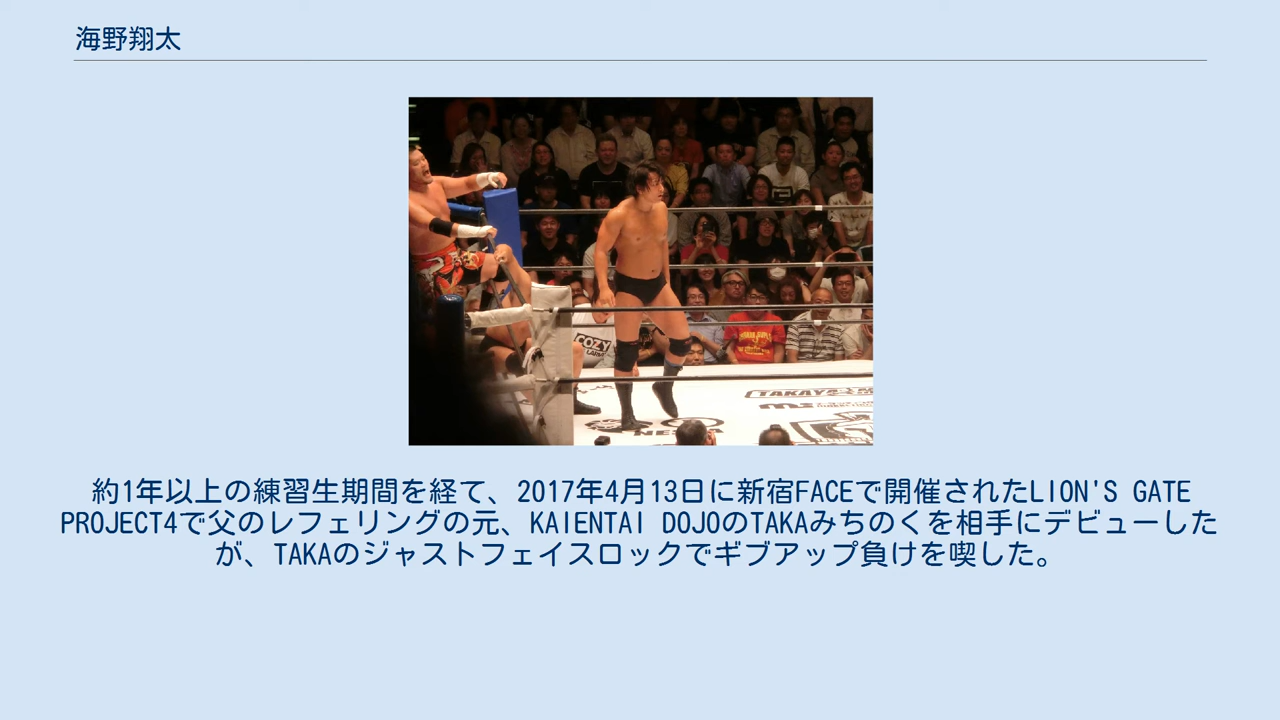 海野翔太
COZY
TAKAYA
約1年以上の練習生期間を経て、2017年4月13日に新宿FACEで開催されたLION'S GATE
PROJECT4で父のレフェリングの元、KAIENTAI DOJOのTAKAみちのくを相手にデビューした
が、TAKAのジャストフェイスロックでギブアップ負けを喫した。